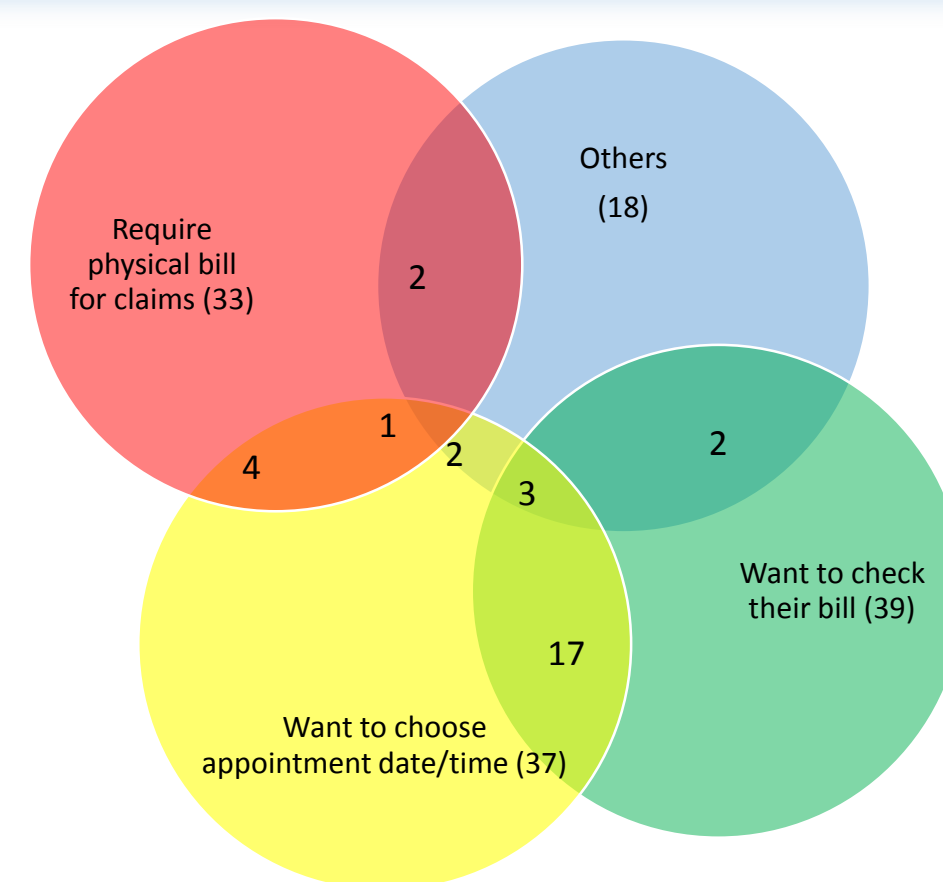 Others
(18)
Require
physical bill
for claims (33)
2
1
2
4
2
3
Want to check
their bill (39)
17
Want to choose
appointment date/time (37)